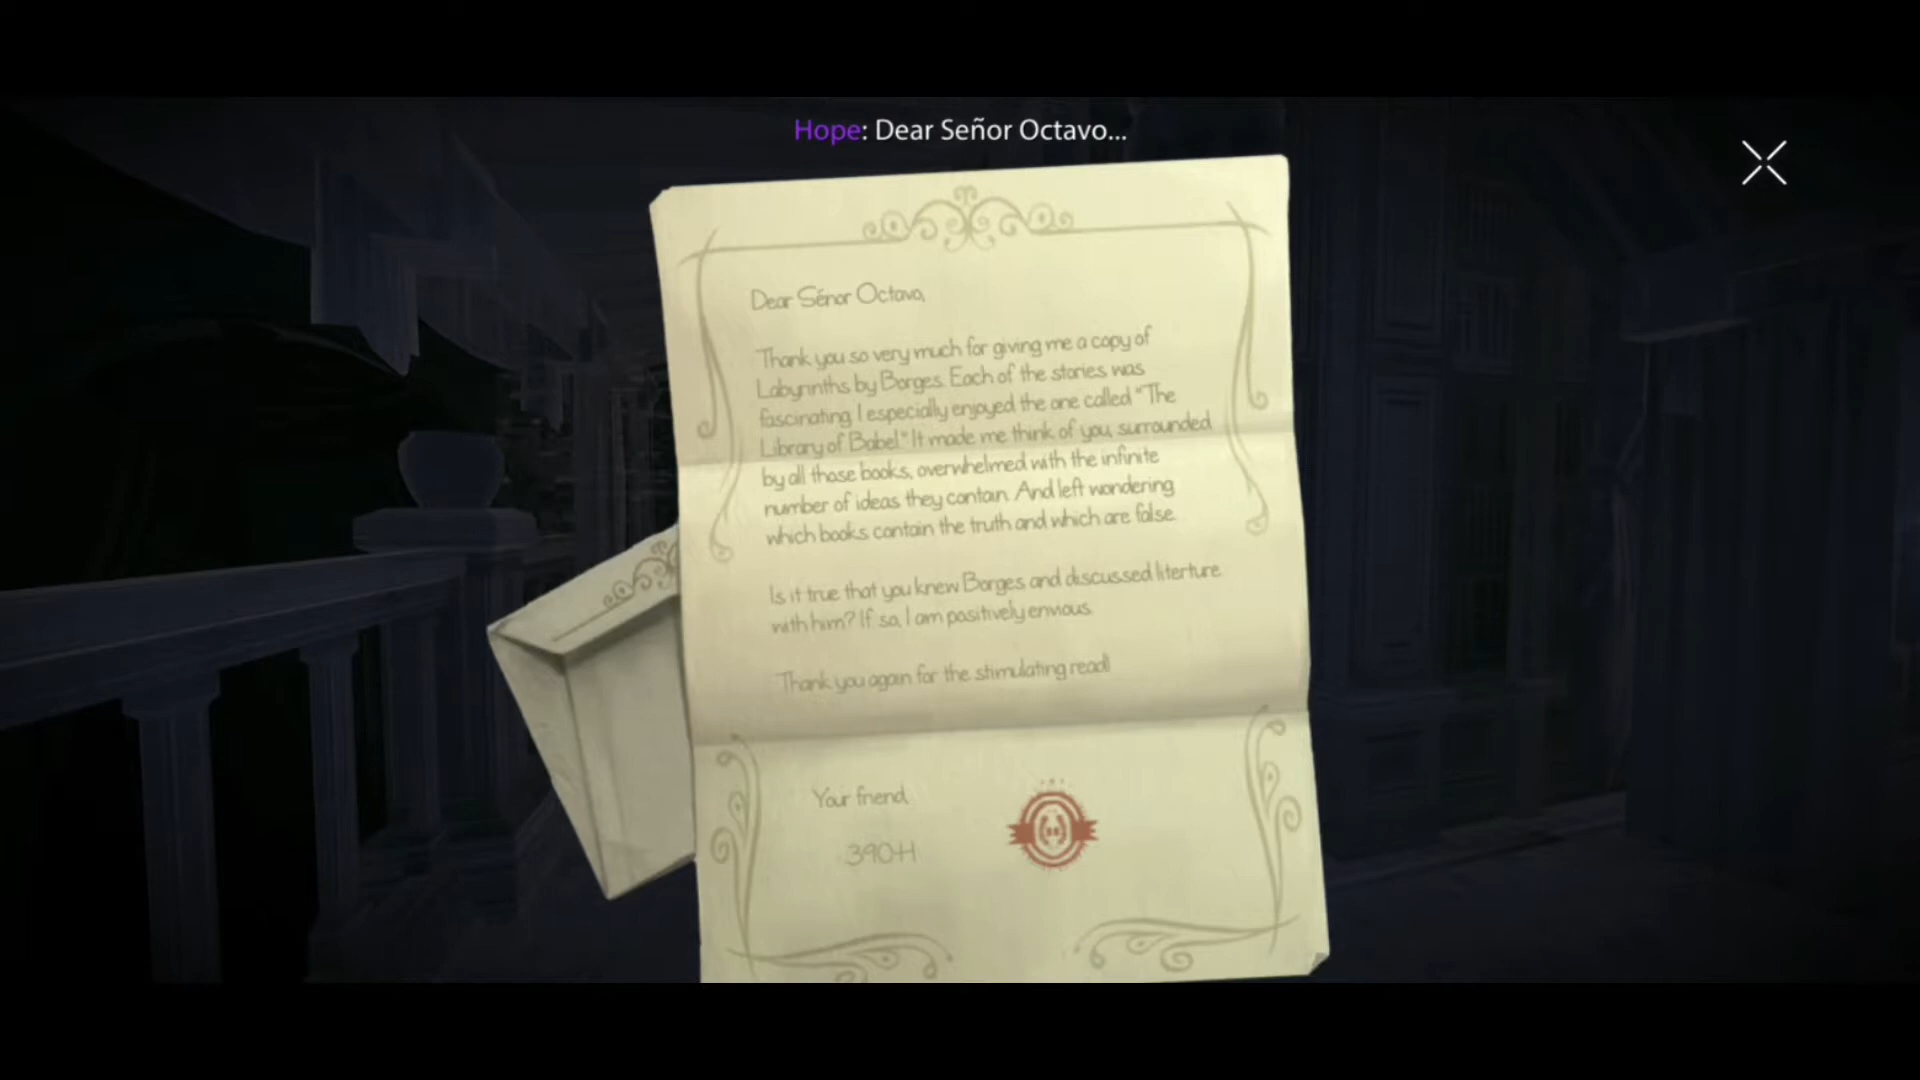 Hope: Dear Señor Octavo...
Dear Sénor Octavo,
Thank you so very much for giving me a copy of
Labyrinths by Borges. Each of the stories was
fascinating. I especially enjoyed the one called "The
Library of Babel." It made me think of you, surrounded
by all those books, overwhelmed with the infinite
number of ideas they contain. And left wondering
which books contain the truth and which are false.
Is it true that you knew Borges and discussed literture
with him? If so, I am positively envious.
Thank you again for the stimulating read!
Your friend,
390-H